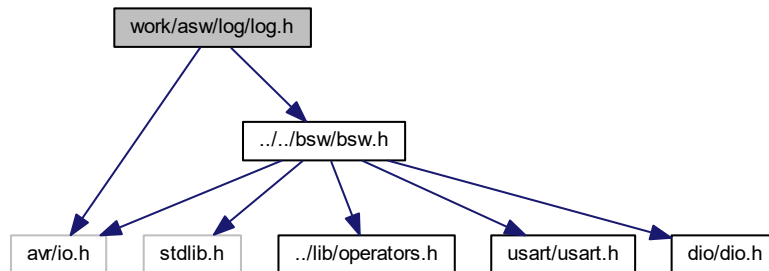 work/asw/log/log.h
../../bsw/bsw.h
avr/io.h
stdlib.h
../lib/operators.h
usart/usart.h
dio/dio.h